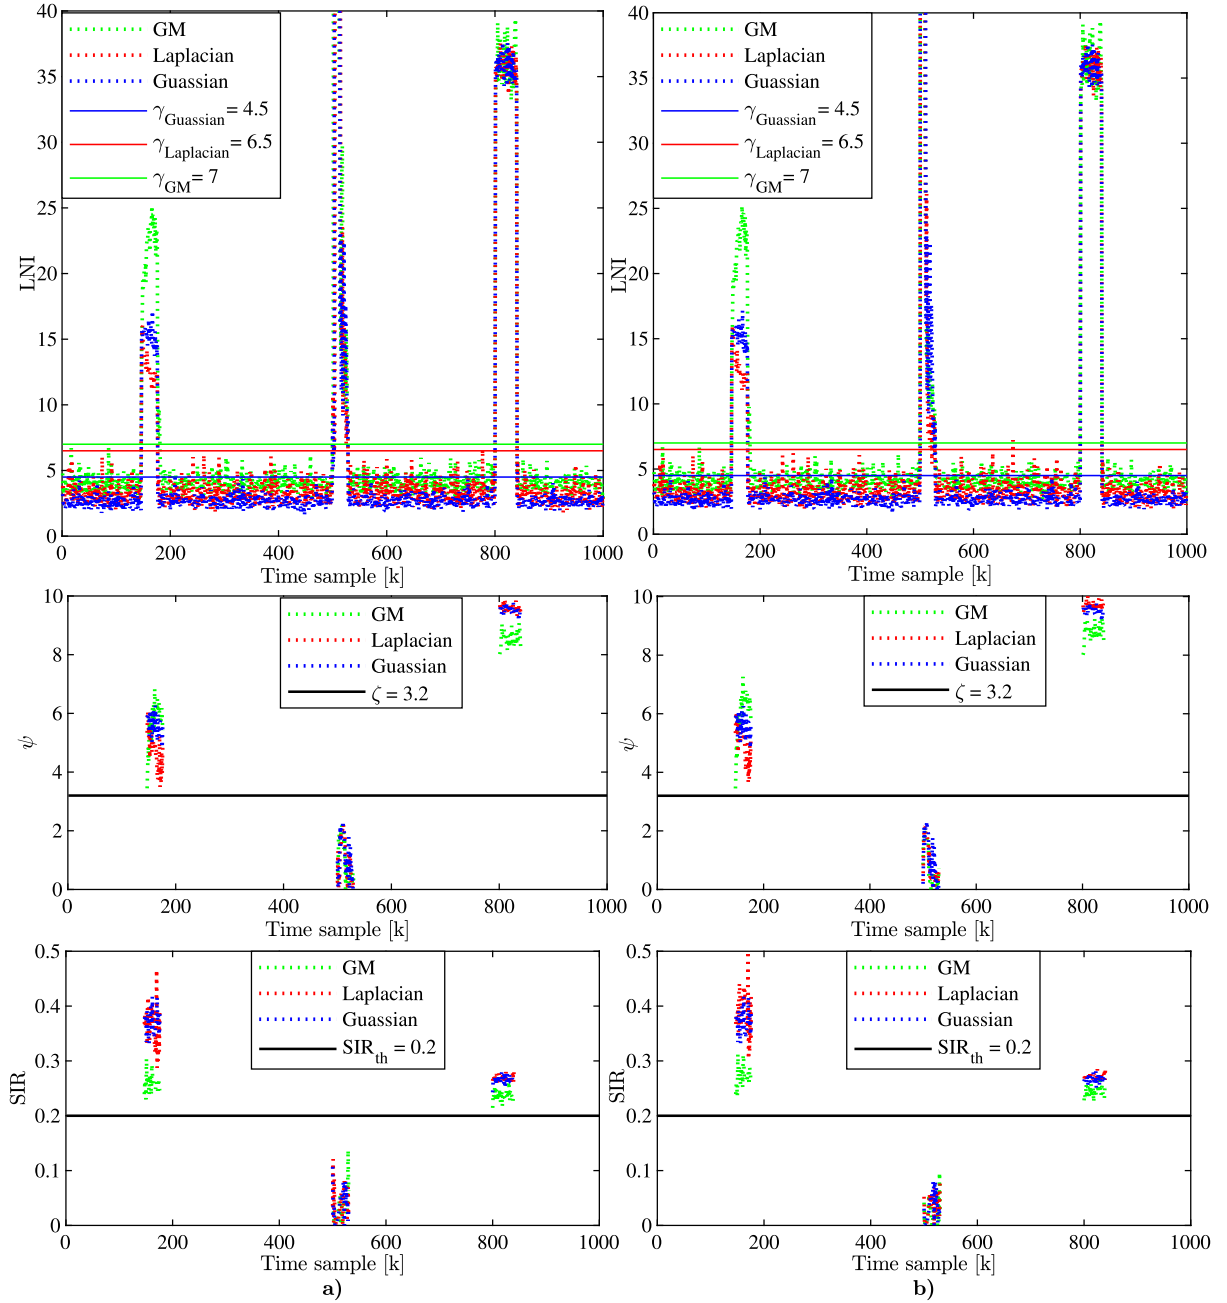 40
35
30
25
20
15
10
5
0
LNI
GM
Laplacian
Guassian
γGuassian = 4.5
γLaplacian = 6.5
γGM = 7
0 200 400 600 800 1000
Time sample [k]
40
35
30
25
20
15
10
5
0
LNI
GM
Laplacian
Guassian
γGuassian = 4.5
γLaplacian = 6.5
γGM = 7
0 200 400 600 800 1000
Time sample [k]
10
8
6
4
2
0
ψ
GM
Laplacian
Guassian
ζ = 3.2
0 200 400 600 800 1000
Time sample [k]
10
8
6
4
2
0
ψ
GM
Laplacian
Guassian
ζ = 3.2
0 200 400 600 800 1000
Time sample [k]
0.5
0.4
0.3
0.2
0.1
0
SIR
GM
Laplacian
Guassian
SIRth = 0.2
0 200 400 600 800 1000
Time sample [k]
a)
0.5
0.4
0.3
0.2
0.1
0
SIR
GM
Laplacian
Guassian
SIRth = 0.2
0 200 400 600 800 1000
Time sample [k]
b)